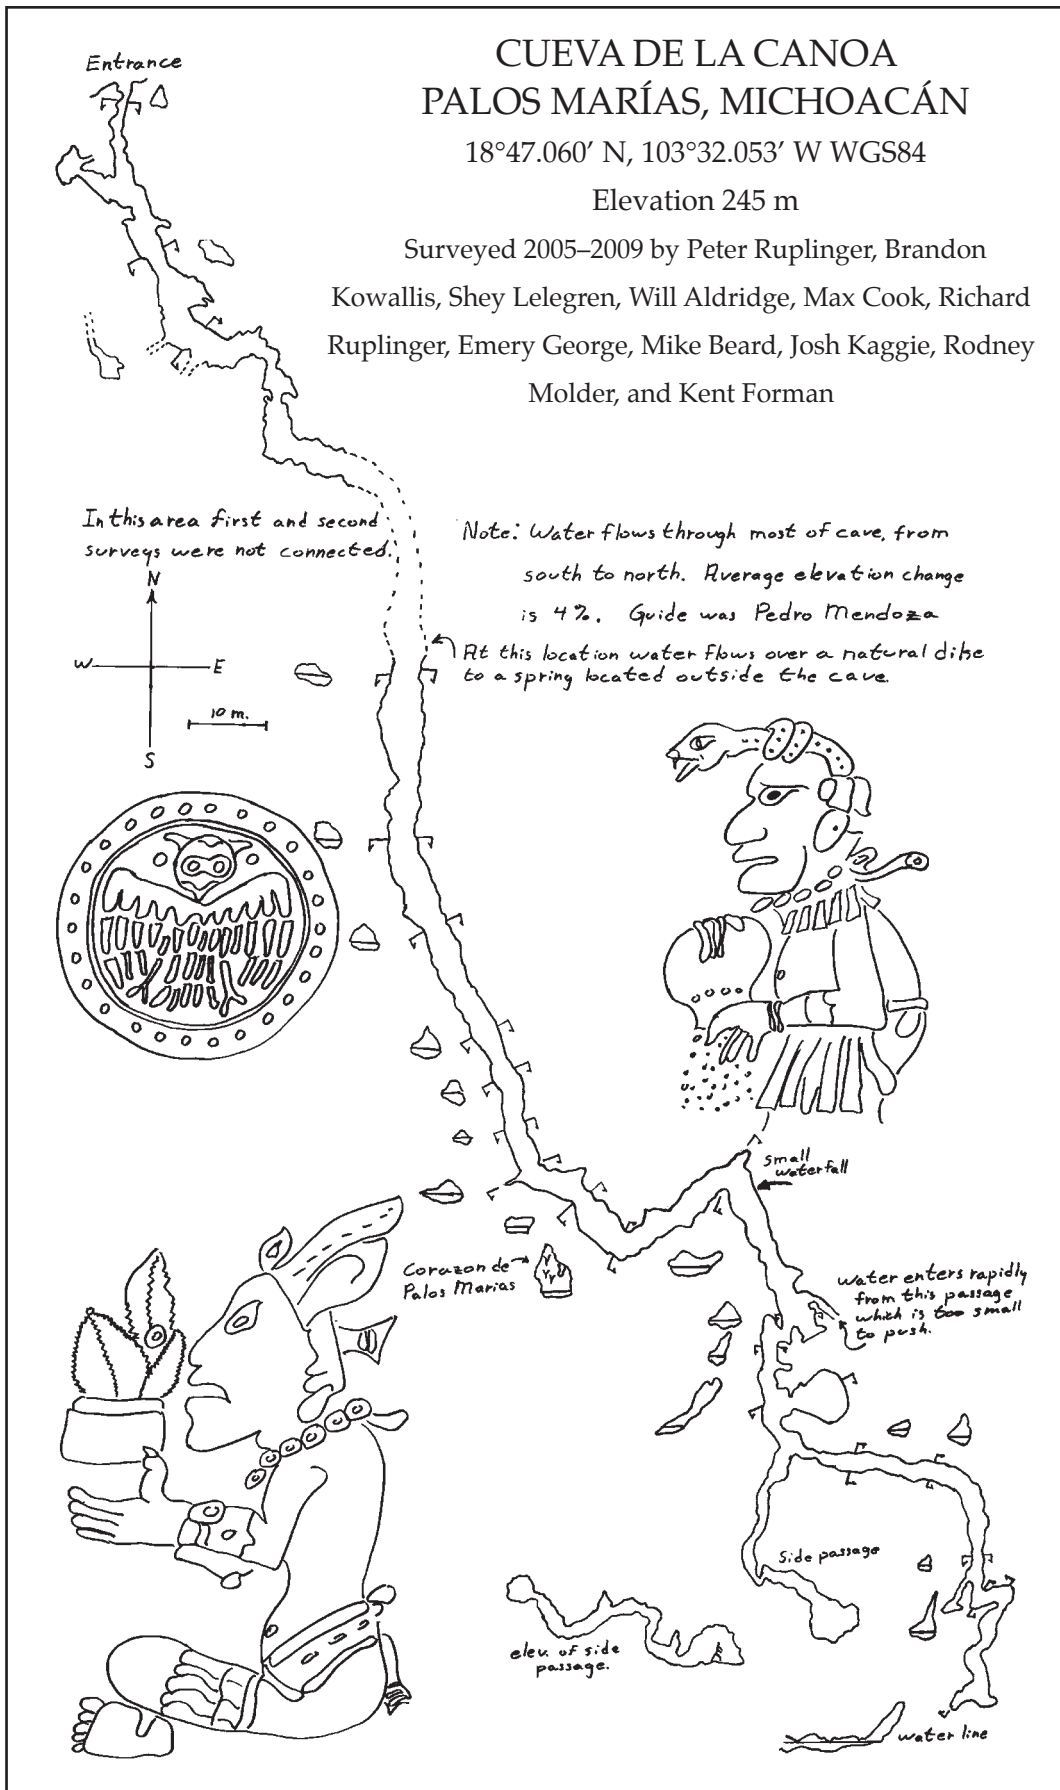 CUEVA DE LA CANOA
PALOS MARÍAS, MICHOACÁN
18°47.060′ N, 103°32.053′ W WGS84
Elevation 245 m
Surveyed 2005–2009 by Peter Ruplinger, Brandon
Kowallis, Shey Lelegren, Will Aldridge, Max Cook, Richard
Ruplinger, Emery George, Mike Beard, Josh Kaggie, Rodney
Molder, and Kent Forman
Entrance
In this area first and second
surveys were not connected.
N
W E
S
10 m.
Note: Water flows through most of cave, from
south to north. Average elevation change
is 4%. Guide was Pedro Mendoza
At this location water flows over a natural dike
to a spring located outside the cave.
small
waterfall
Corazon de
Palos Marias
water enters rapidly
from this passage
which is too small
to push.
Side passage
elev. of side
passage.
water line